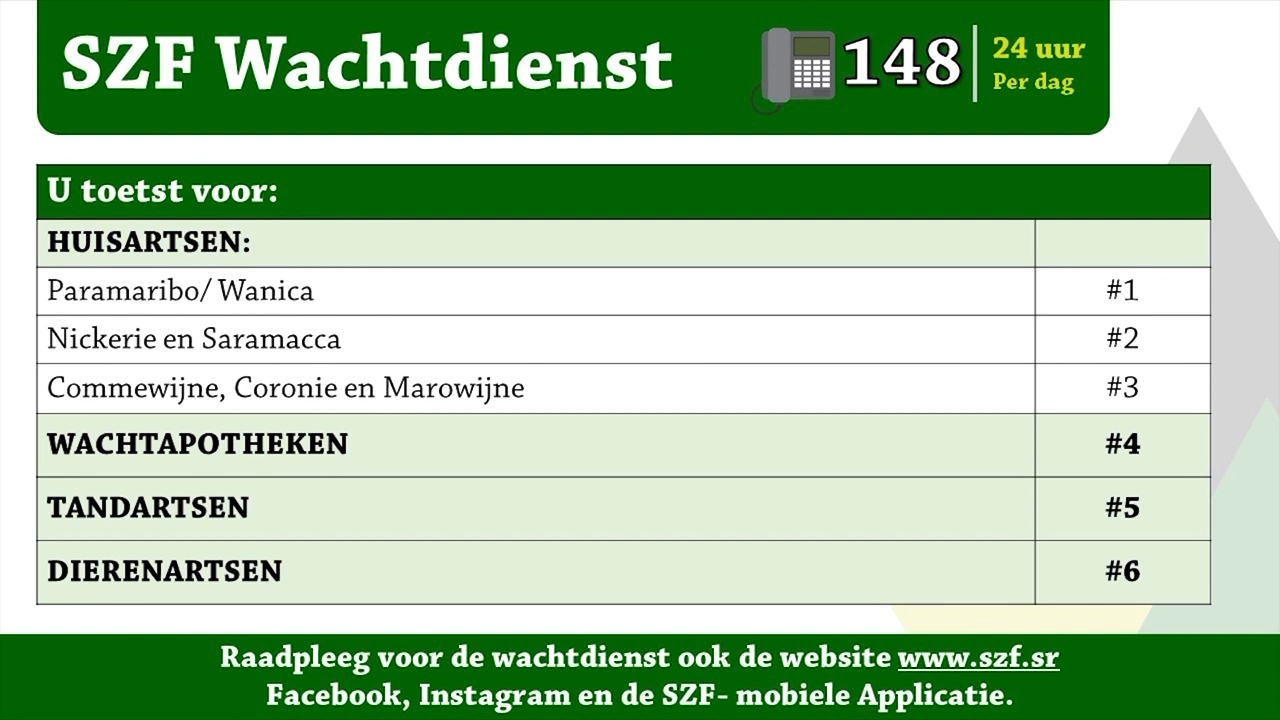 SZF Wachtdienst
148
24 uur
Per dag
U toetst voor:
HUISARTSEN:
Paramaribo/ Wanica #1
Nickerie en Saramacca #2
Commewijne, Coronie en Marowijne #3
WACHTAPOTHEKEN #4
TANDARTSEN #5
DIERENARTSEN #6
Raadpleeg voor de wachtdienst ook de website www.szf.sr
Facebook, Instagram en de SZF- mobiele Applicatie.